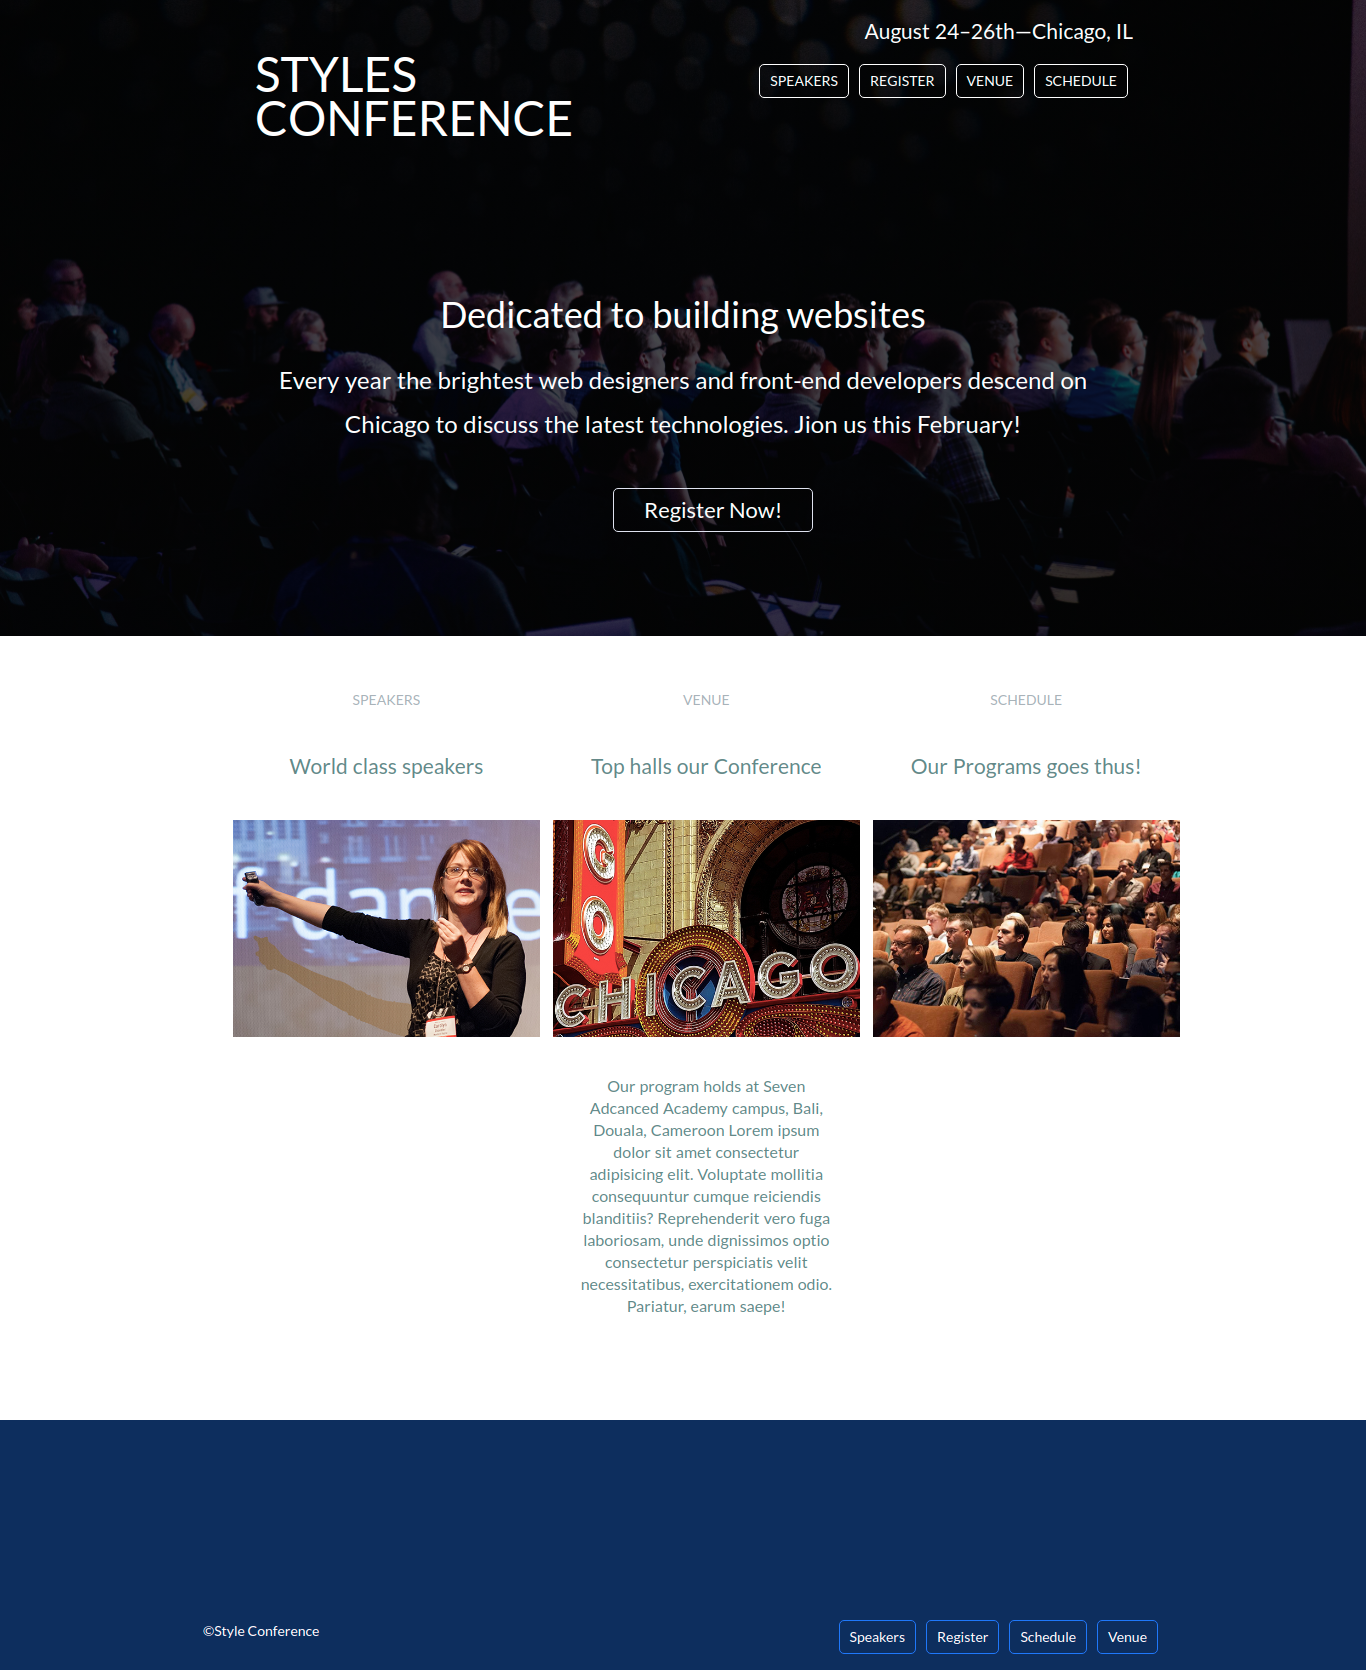 August 24–26th—Chicago, IL
STYLES
CONFERENCE
SPEAKERS
REGISTER
VENUE
SCHEDULE
Dedicated to building websites
Every year the brightest web designers and front-end developers descend on
Chicago to discuss the latest technologies. Jion us this February!
Register Now!
SPEAKERS
VENUE
SCHEDULE
World class speakers
Top halls our Conference
Our Programs goes thus!
f dance
GO
CHICAGO
Our program holds at Seven
Adcanced Academy campus, Bali,
Douala, Cameroon Lorem ipsum
dolor sit amet consectetur
adipisicing elit. Voluptate mollitia
consequuntur cumque reiciendis
blanditiis? Reprehenderit vero fuga
laboriosam, unde dignissimos optio
consectetur perspiciatis velit
necessitatibus, exercitationem odio.
Pariatur, earum saepe!
©Style Conference
Speakers
Register
Schedule
Venue